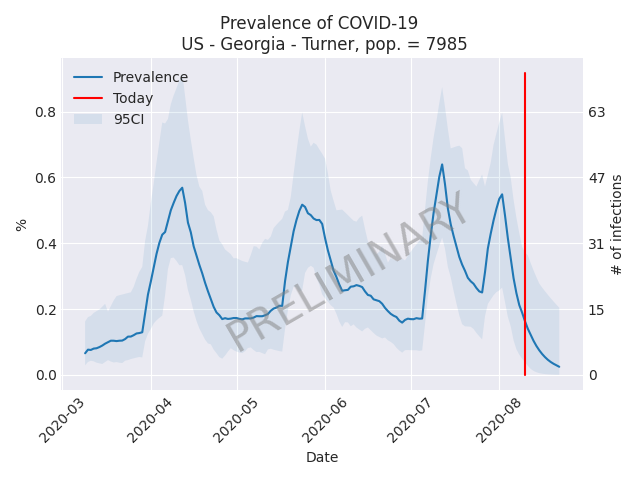 Prevalence of COVID-19
US - Georgia - Turner, pop. = 7985
Prevalence
Today
95CI
0.8
0.6
0.4
0.2
0.0
%
63
47
31
15
0
# of infections
PRELIMINARY
2020-03
2020-04
2020-05
2020-06
2020-07
2020-08
Date